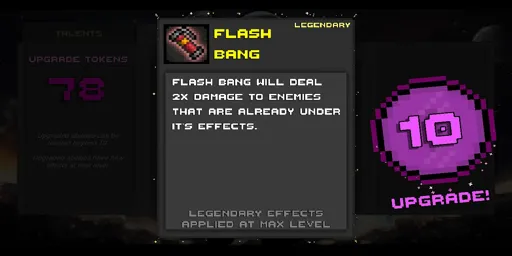 TALENTS
UPGRADE TOKENS
78
LEGENDARY
FLASH
BANG
FLASH BANG WILL DEAL
2X DAMAGE TO ENEMIES
THAT ARE ALREADY UNDER
IT'S EFFECTS.
LEGENDARY EFFECTS
APPLIED AT MAX LEVEL
10
UPGRADE!